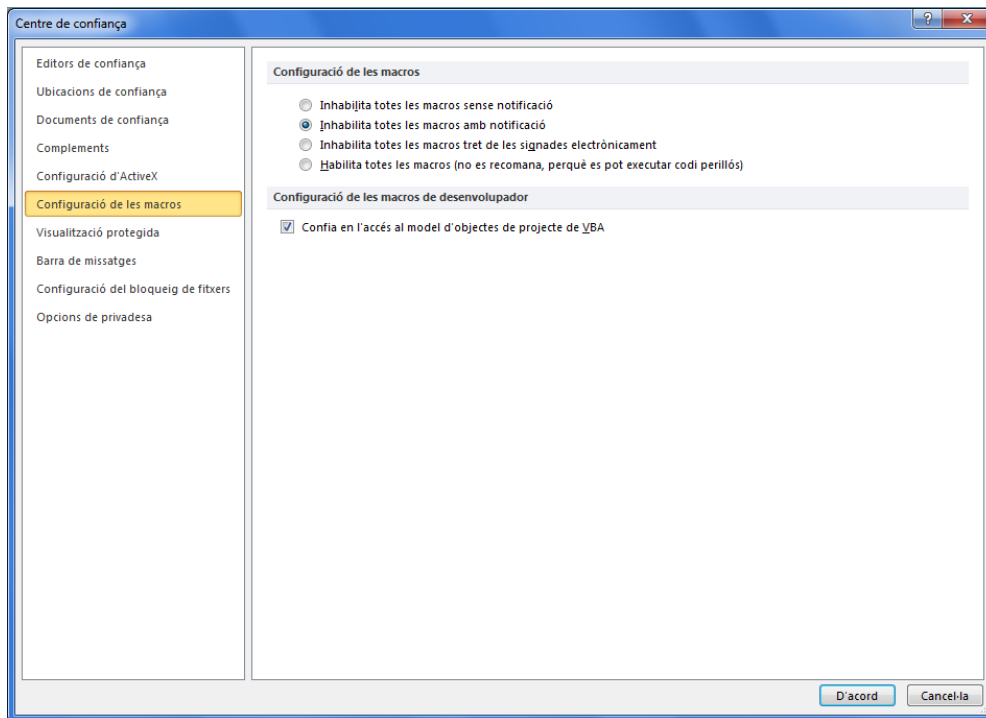 Centre de confiança
Editors de confiança
Ubicacions de confiança
Documents de confiança
Complements
Configuració d'ActiveX
Configuració de les macros
Visualització protegida
Barra de missatges
Configuració del bloqueig de fitxers
Opcions de privadesa
Configuració de les macros
Inhabilita totes les macros sense notificació
Inhabilita totes les macros amb notificació
Inhabilita totes les macros tret de les signades electrònicament
Habilita totes les macros (no es recomana, perquè es pot executar codi perillós)
Configuració de les macros de desenvolupador
Confia en l'accés al model d'objectes de projecte de VBA
D'acord
Cancel·la